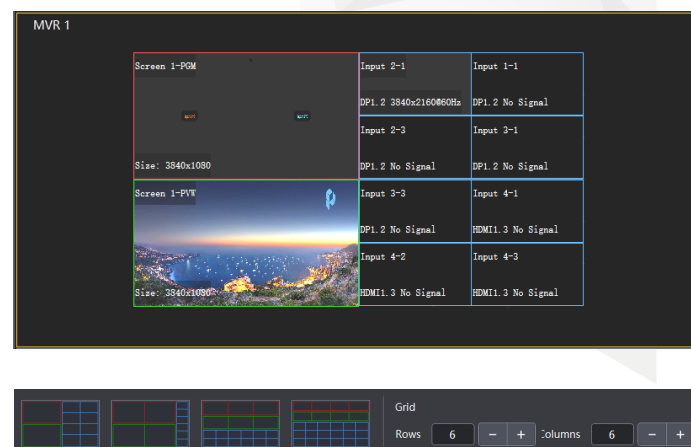 MVR 1
Screen 1-PGM
Size: 3840x1080
Input 2-1
DP1.2 3840x2160@60Hz
Input 1-1
DP1.2 No Signal
Input 2-3
DP1.2 No Signal
Input 3-1
DP1.2 No Signal
Screen 1-PVW
Size: 3840x1080
Input 3-3
DP1.2 No Signal
Input 4-1
HDMI1.3 No Signal
Input 4-2
HDMI1.3 No Signal
Input 4-3
HDMI1.3 No Signal
Grid
Rows 6 - + Columns 6 - +